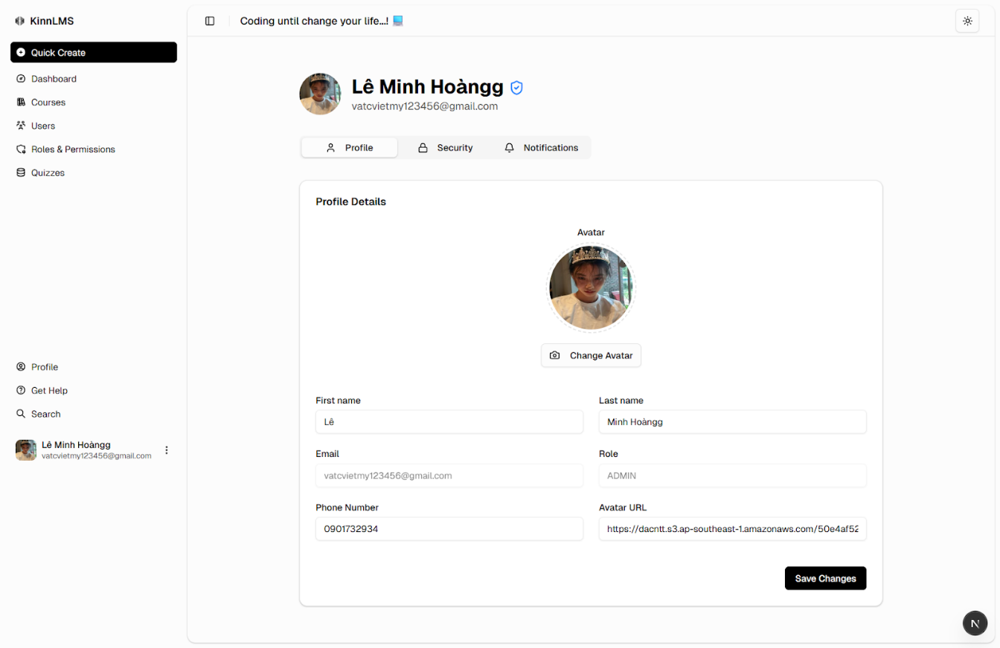 KinnLMS
Quick Create
Dashboard
Courses
Users
Roles & Permissions
Quizzes
Profile
Get Help
Search
Lê Minh Hoàngg
vatcvietmy123456@gmail.com
Coding until change your life...! 💻
Lê Minh Hoàngg
vatcvietmy123456@gmail.com
Profile
Security
Notifications
Profile Details
Avatar
Change Avatar
First name
Last name
Lê
Minh Hoàngg
Email
Role
vatcvietmy123456@gmail.com
ADMIN
Phone Number
Avatar URL
0901732934
https://dacntt.s3.ap-southeast-1.amazonaws.com/50e4af52
Save Changes
N